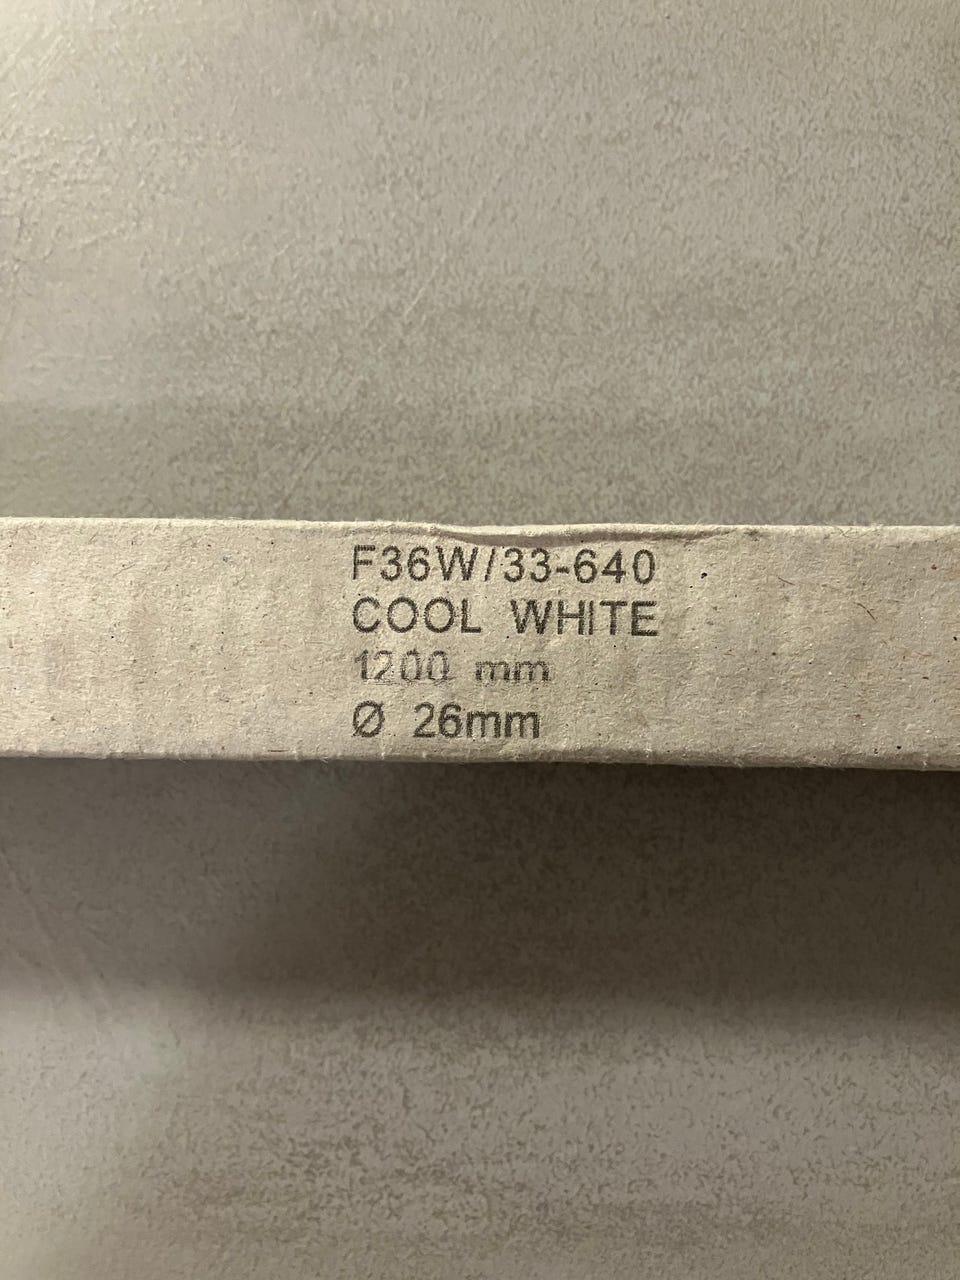 F36W/33-640
COOL WHITE
1200 mm
Ø 26mm